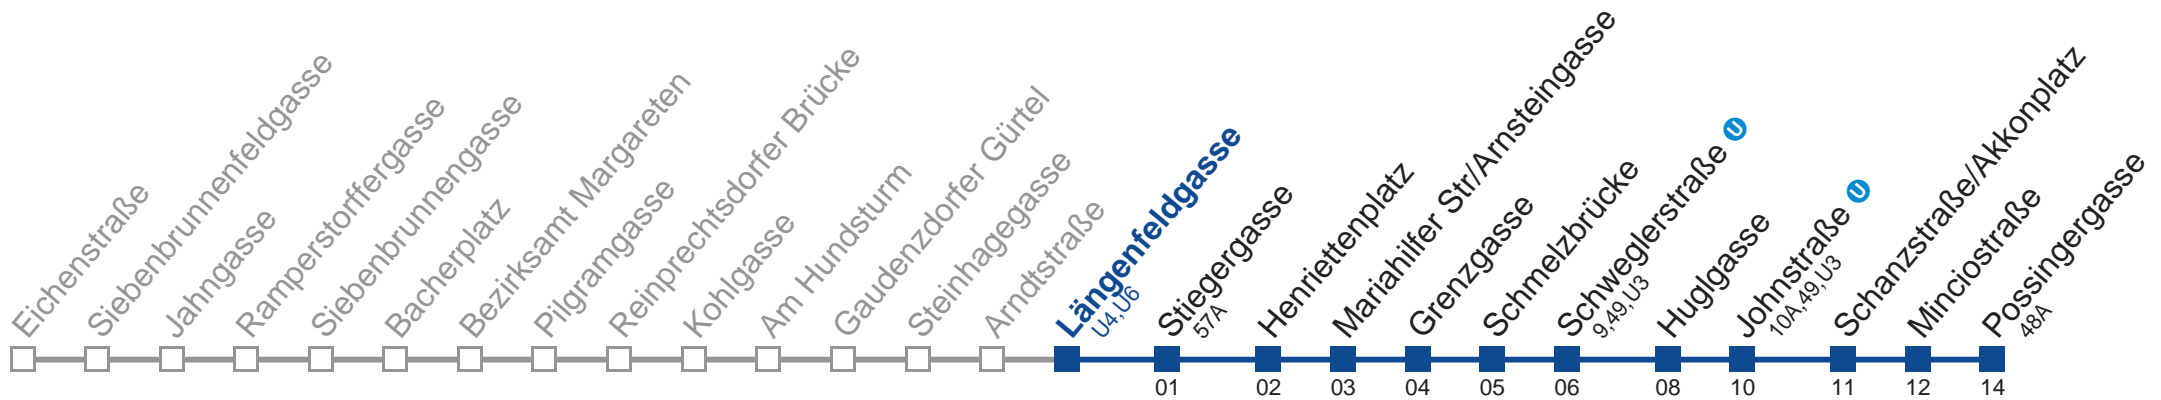 Eichenstraße
Siebenbrunnenfeldgasse
Jahngasse
Ramperstoffergasse
Siebenbrunnengasse
Bacherplatz
Bezirksamt Margareten
Pilgramgasse
Reinprechtsdorfer Brücke
Kohlgasse
Am Hundsturm
Gaudenzdorfer Gürtel
Steinhagegasse
Arndtstraße
Längenfeldgasse
U4,U6
Stiegergasse
57A
Henriettenplatz
Mariahilfer Str/Arnsteingasse
Grenzgasse
Schmelzbrücke
Schweglerstraße U
9,49,U3
Huglgasse
Johnstraße U
10A,49,U3
Schanzstraße/Akkonplatz
Minciostraße
Possingergasse
48A
01 02 03 04 05 06 08 10 11 12 14